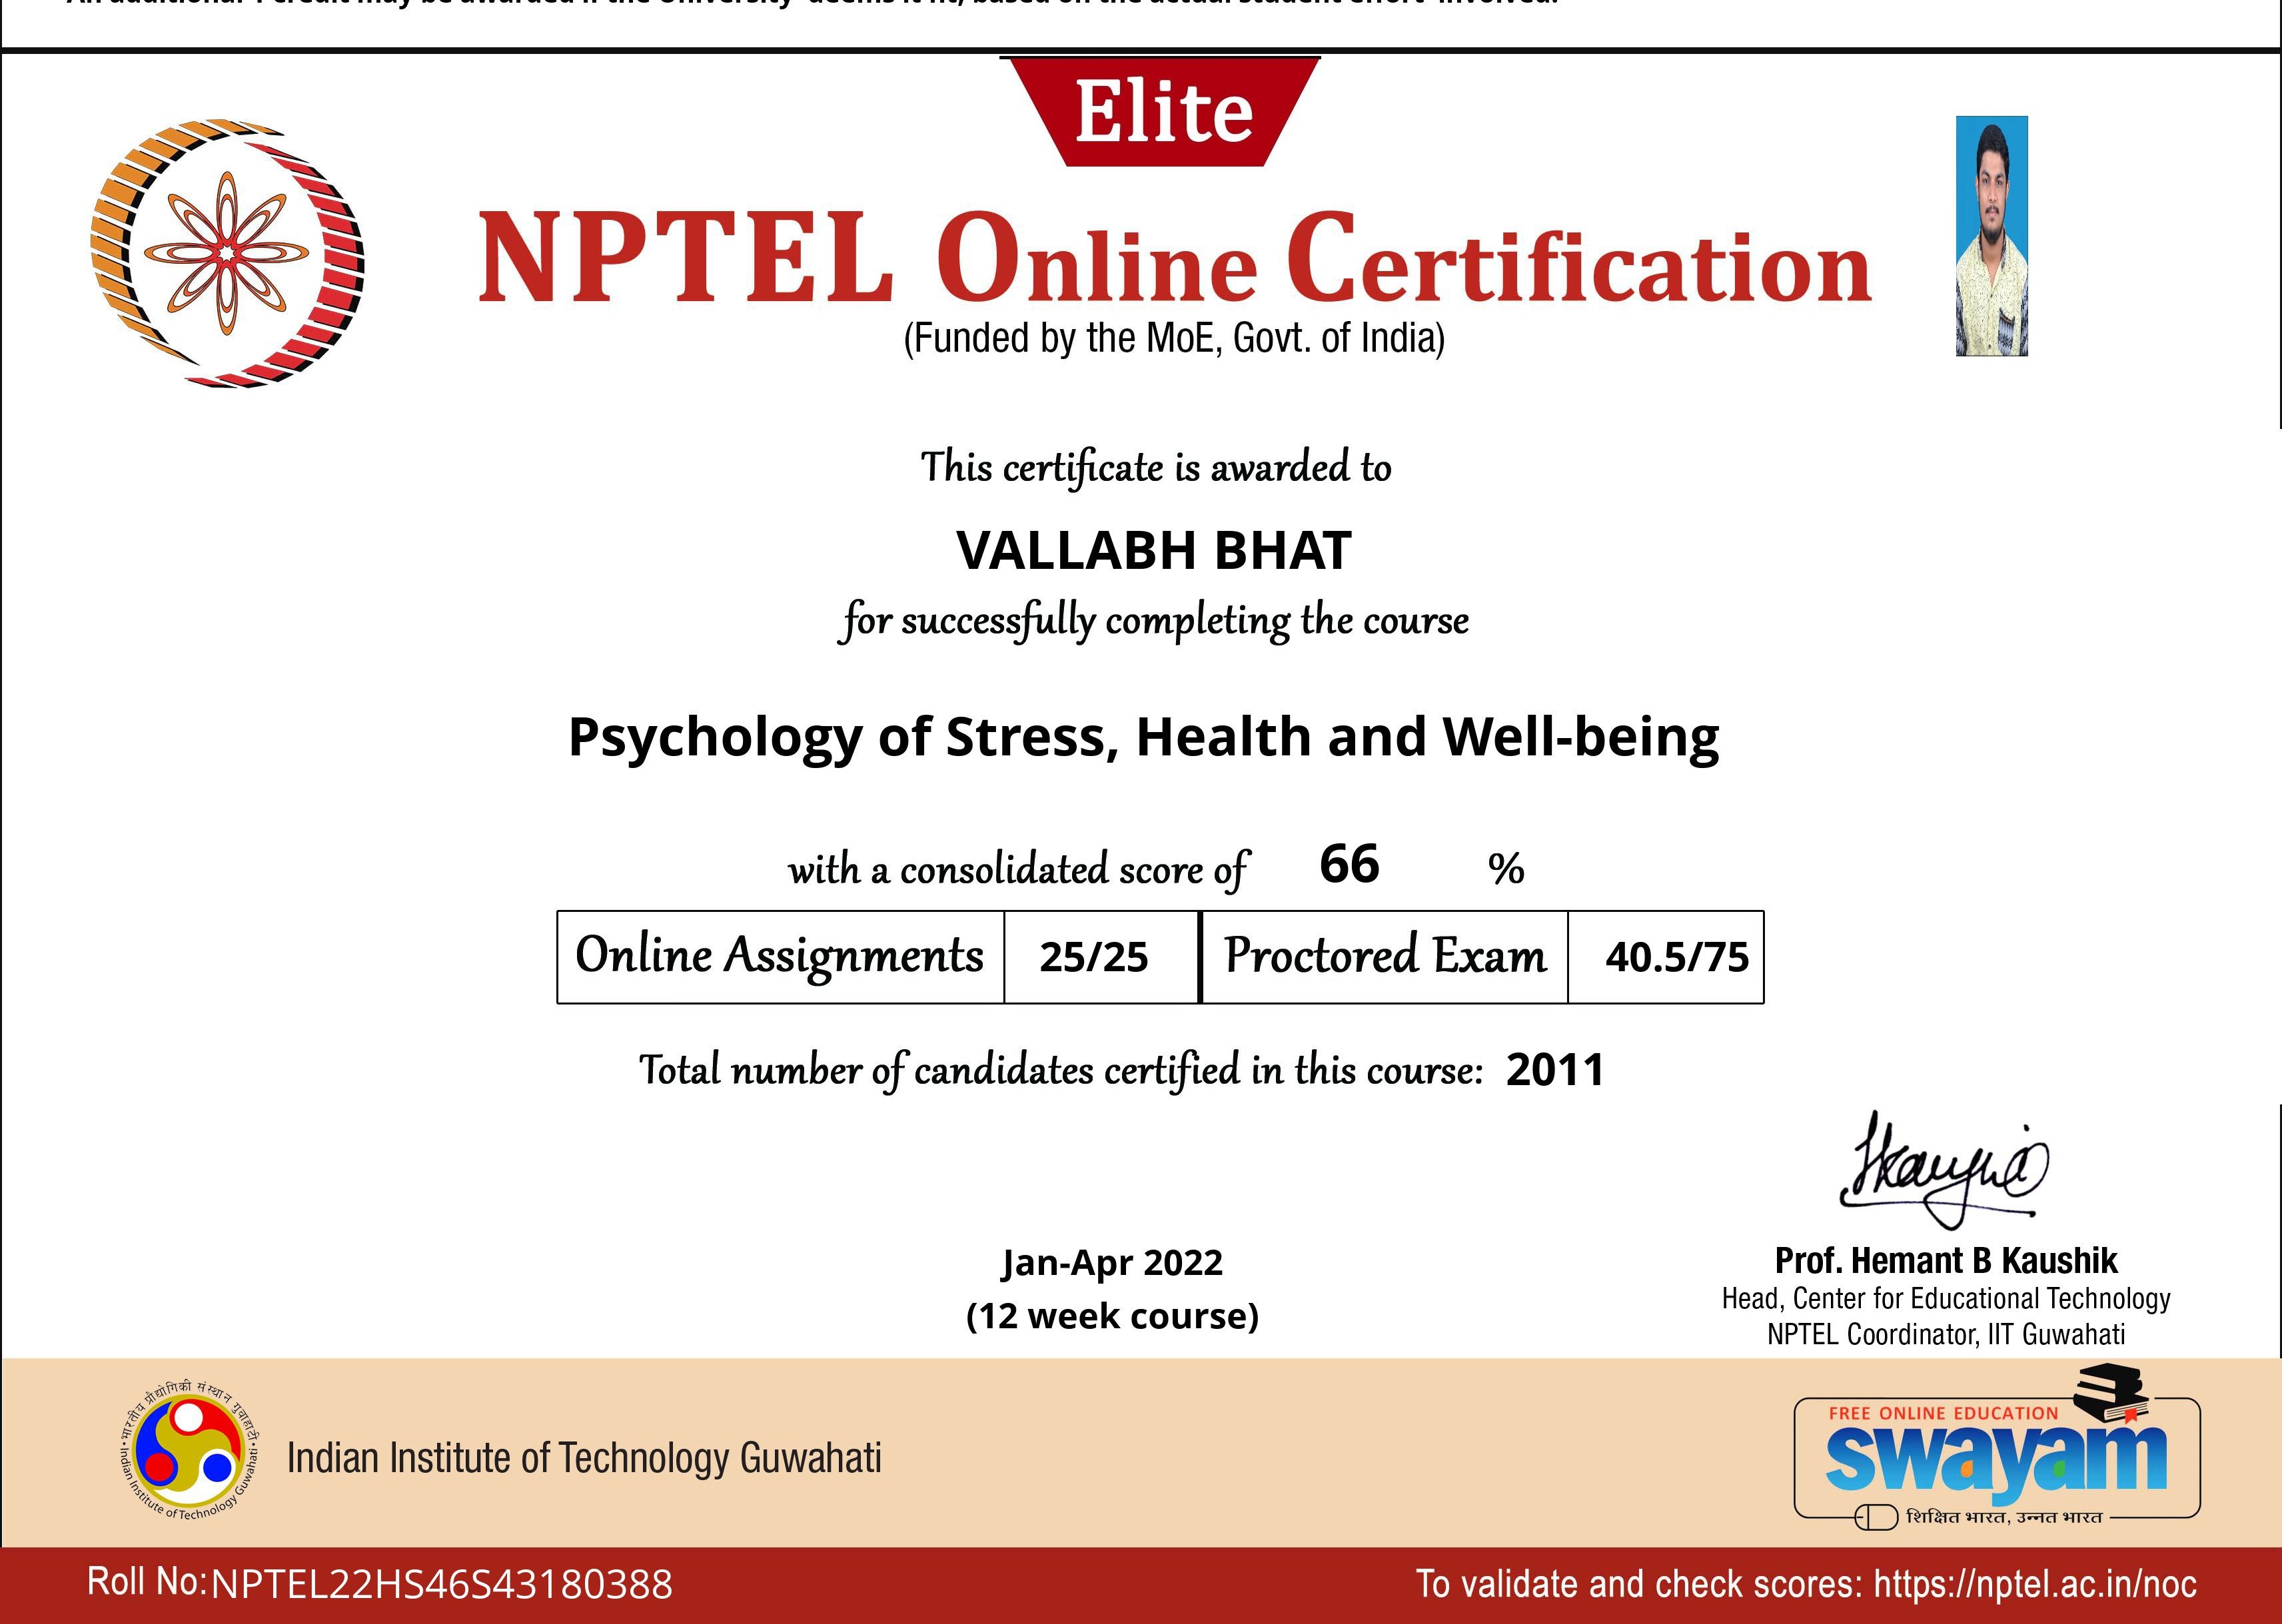 An additional 1 credit may be awarded if the University deems it fit, based on the actual student effort involved.
Elite
NPTEL Online Certification
(Funded by the MoE, Govt. of India)
This certificate is awarded to
VALLABH BHAT
for successfully completing the course
Psychology of Stress, Health and Well-being
with a consolidated score of 66 %
Online Assignments 25/25 Proctored Exam 40.5/75
Total number of candidates certified in this course: 2011
Jan-Apr 2022
(12 week course)
Prof. Hemant B Kaushik
Head, Center for Educational Technology
NPTEL Coordinator, IIT Guwahati
भारतीय प्रौद्योगिकी संस्थान गुवाहाटी
Indian Institute of Technology Guwahati
Indian Institute of Technology Guwahati
FREE ONLINE EDUCATION
swayam
शिक्षित भारत, उन्नत भारत
Roll No: NPTEL22HS46S43180388
To validate and check scores: https://nptel.ac.in/noc